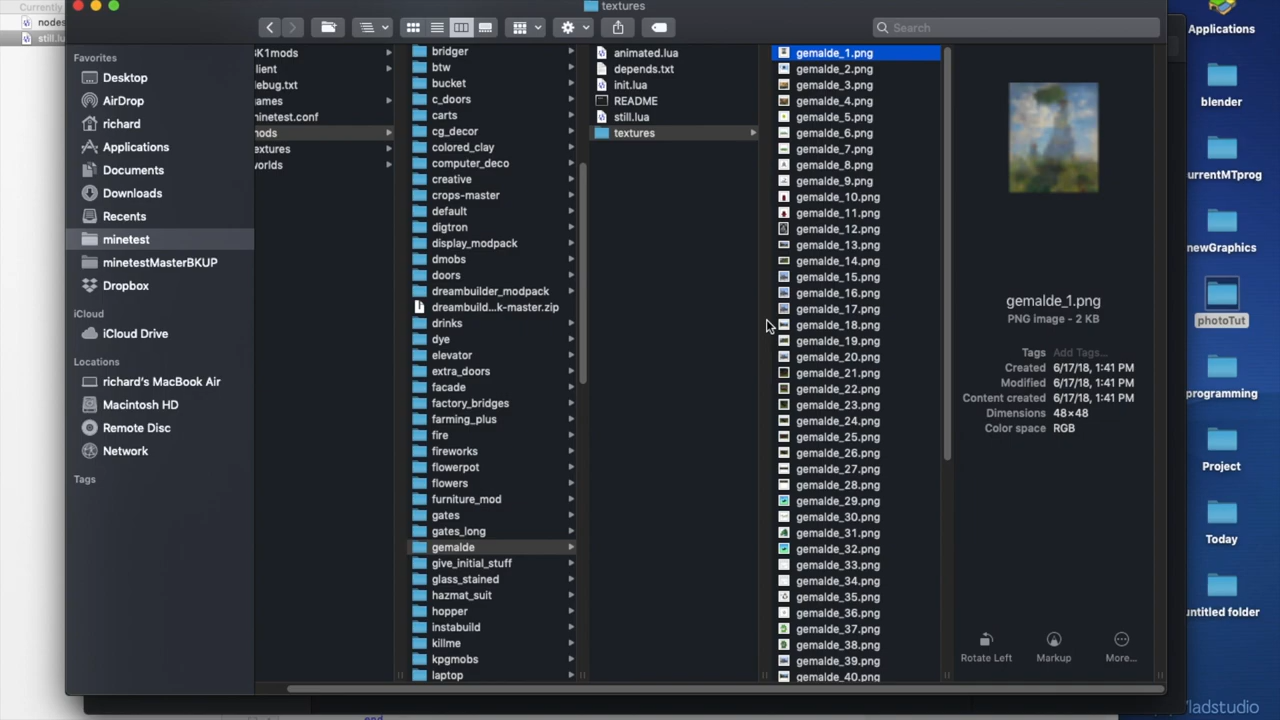 Currently
nodes
still.lu
textures
Search
Favorites
Desktop
AirDrop
richard
Applications
Documents
Downloads
Recents
minetest
minetestMasterBKUP
Dropbox
iCloud
iCloud Drive
Locations
richard's MacBook Air
Macintosh HD
Remote Disc
Network
Tags
K1mods
lient
ebug.txt
ames
inetest.conf
nods
extures
vorlds
bridger
btw
bucket
c_doors
carts
cg_decor
colored_clay
computer_deco
creative
crops-master
default
digtron
display_modpack
dmobs
doors
dreambuilder_modpack
dreambuild...k-master.zip
drinks
dye
elevator
extra_doors
facade
factory_bridges
farming_plus
fire
fireworks
flowerpot
flowers
furniture_mod
gates
gates_long
gemalde
give_initial_stuff
glass_stained
hazmat_suit
hopper
instabuild
killme
kpgmobs
laptop
animated.lua
depends.txt
init.lua
README
still.lua
textures
gemalde_1.png
gemalde_2.png
gemalde_3.png
gemalde_4.png
gemalde_5.png
gemalde_6.png
gemalde_7.png
gemalde_8.png
gemalde_9.png
gemalde_10.png
gemalde_11.png
gemalde_12.png
gemalde_13.png
gemalde_14.png
gemalde_15.png
gemalde_16.png
gemalde_17.png
gemalde_18.png
gemalde_19.png
gemalde_20.png
gemalde_21.png
gemalde_22.png
gemalde_23.png
gemalde_24.png
gemalde_25.png
gemalde_26.png
gemalde_27.png
gemalde_28.png
gemalde_29.png
gemalde_30.png
gemalde_31.png
gemalde_32.png
gemalde_33.png
gemalde_34.png
gemalde_35.png
gemalde_36.png
gemalde_37.png
gemalde_38.png
gemalde_39.png
gemalde_40.png
gemalde_1.png
PNG image - 2 KB
Tags Add Tags...
Created 6/17/18, 1:41 PM
Modified 6/17/18, 1:41 PM
Content created 6/17/18, 1:41 PM
Dimensions 48×48
Color space RGB
Rotate Left
Markup
More...
Applications
blender
urrentMTprog
newGraphics
photoTut
programming
Project
Today
untitled folder
/ladstudio
end